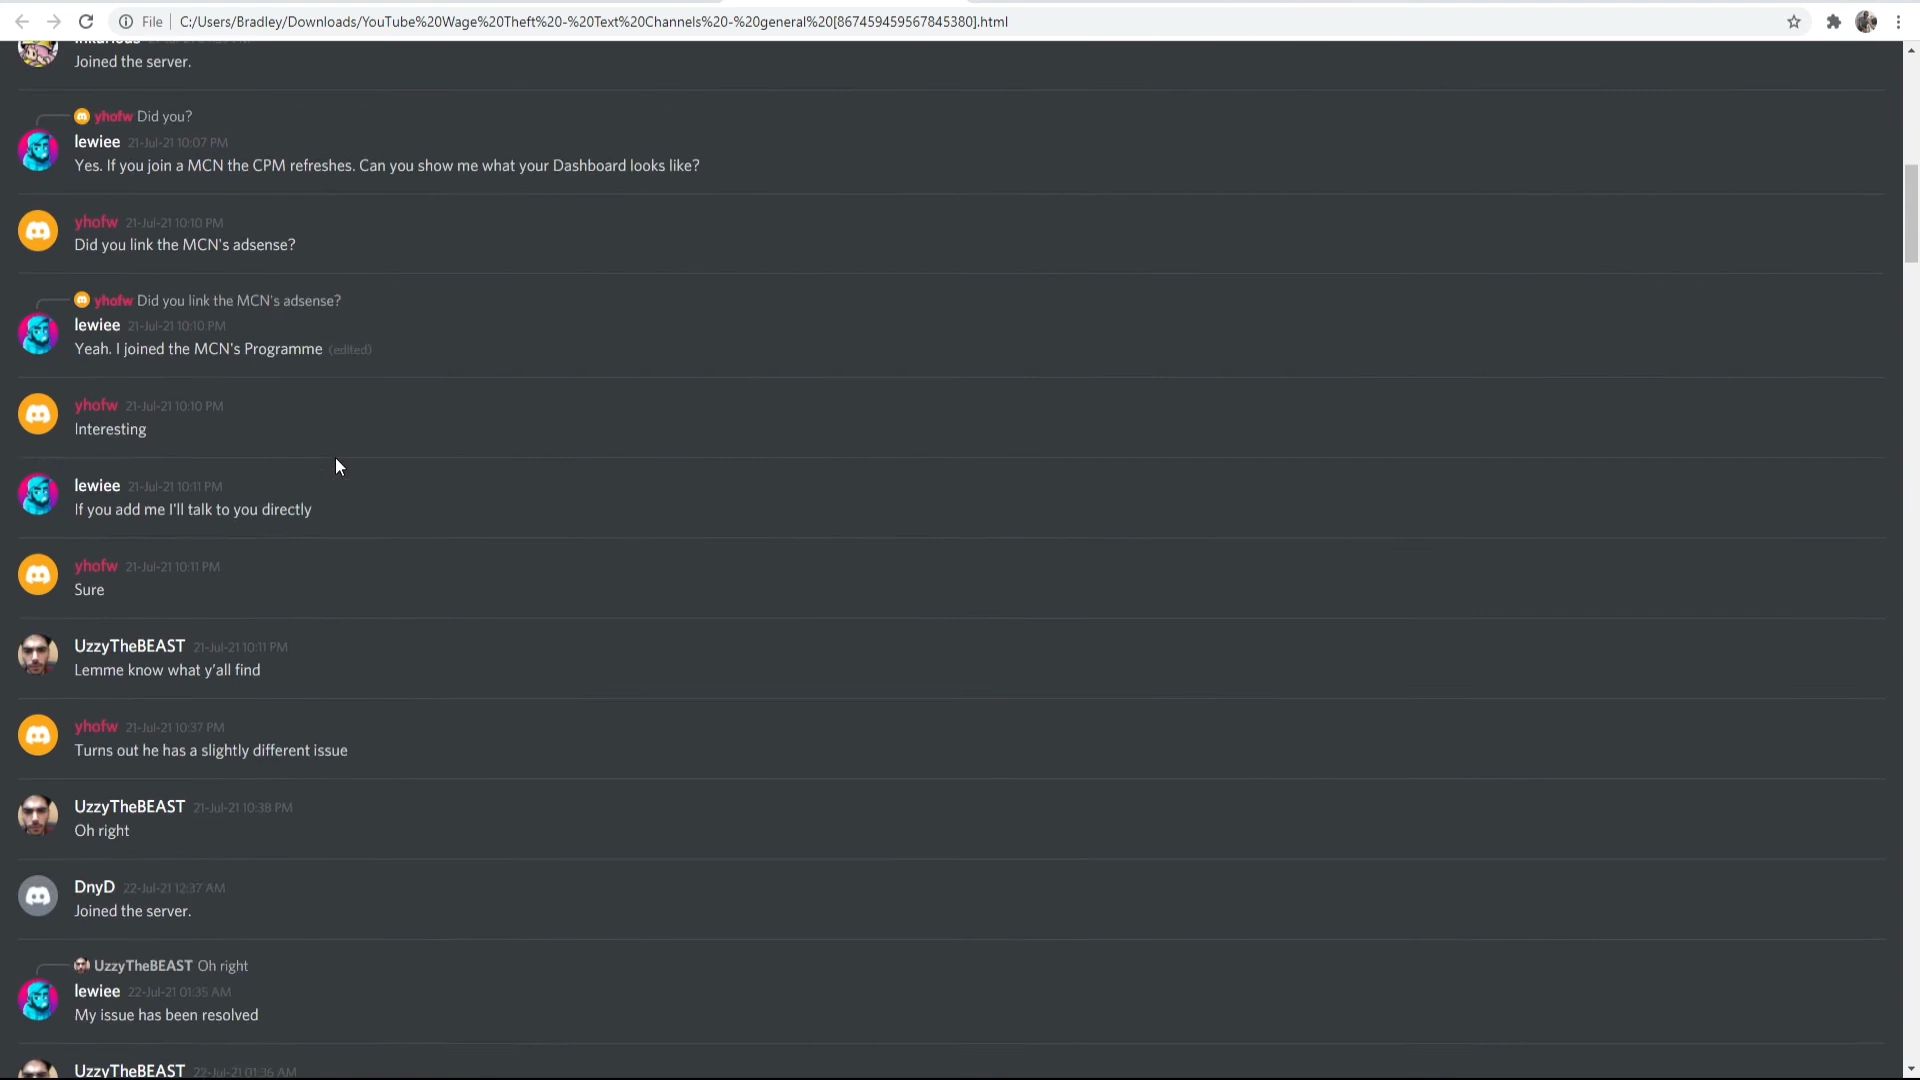 File C:/Users/Bradley/Downloads/YouTube%20Wage%20Theft%20-%20Text%20Channels%20-%20general%20[867459459567845380].html
Joined the server.
yhofw Did you?
lewiee 21-Jul-21 10:07 PM
Yes. If you join a MCN the CPM refreshes. Can you show me what your Dashboard looks like?
yhofw 21-Jul-21 10:10 PM
Did you link the MCN's adsense?
yhofw Did you link the MCN's adsense?
lewiee 21-Jul-21 10:10 PM
Yeah. I joined the MCN's Programme (edited)
yhofw 21-Jul-21 10:10 PM
Interesting
lewiee 21-Jul-21 10:11 PM
If you add me I'll talk to you directly
yhofw 21-Jul-21 10:11 PM
Sure
UzzyTheBEAST 21-Jul-21 10:11 PM
Lemme know what y'all find
yhofw 21-Jul-21 10:37 PM
Turns out he has a slightly different issue
UzzyTheBEAST 21-Jul-21 10:38 PM
Oh right
DnyD 22-Jul-21 12:37 AM
Joined the server.
UzzyTheBEAST Oh right
lewiee 22-Jul-21 01:35 AM
My issue has been resolved
UzzyTheBEAST 22-Jul-21 01:36 AM